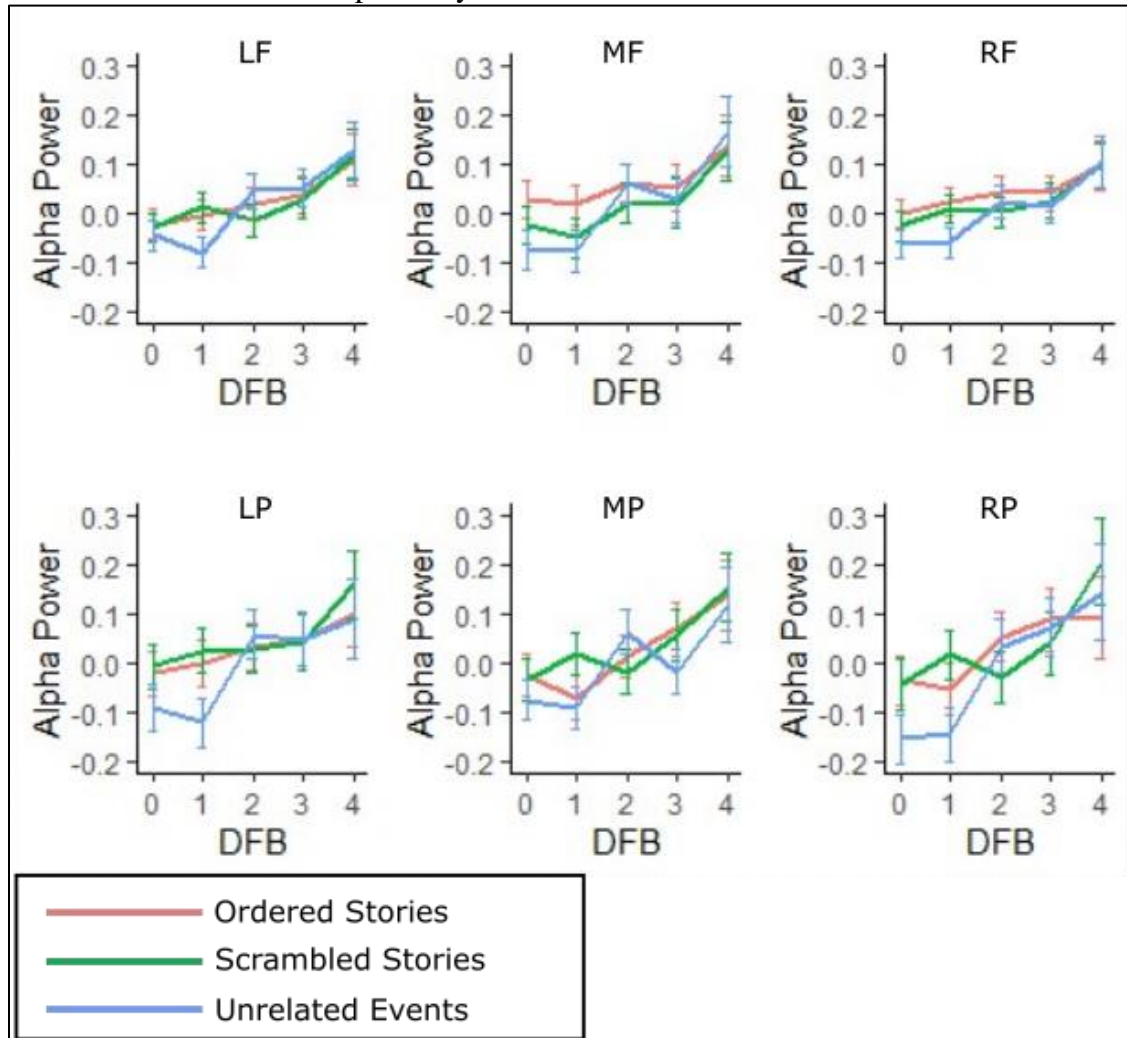 LF
0.3
0.2
0.1
0.0
-0.1
-0.2
Alpha Power
0 1 2 3 4
DFB
MF
0.3
0.2
0.1
0.0
-0.1
-0.2
Alpha Power
0 1 2 3 4
DFB
RF
0.3
0.2
0.1
0.0
-0.1
-0.2
Alpha Power
0 1 2 3 4
DFB
LP
0.3
0.2
0.1
0.0
-0.1
-0.2
Alpha Power
0 1 2 3 4
DFB
MP
0.3
0.2
0.1
0.0
-0.1
-0.2
Alpha Power
0 1 2 3 4
DFB
RP
0.3
0.2
0.1
0.0
-0.1
-0.2
Alpha Power
0 1 2 3 4
DFB
Ordered Stories
Scrambled Stories
Unrelated Events